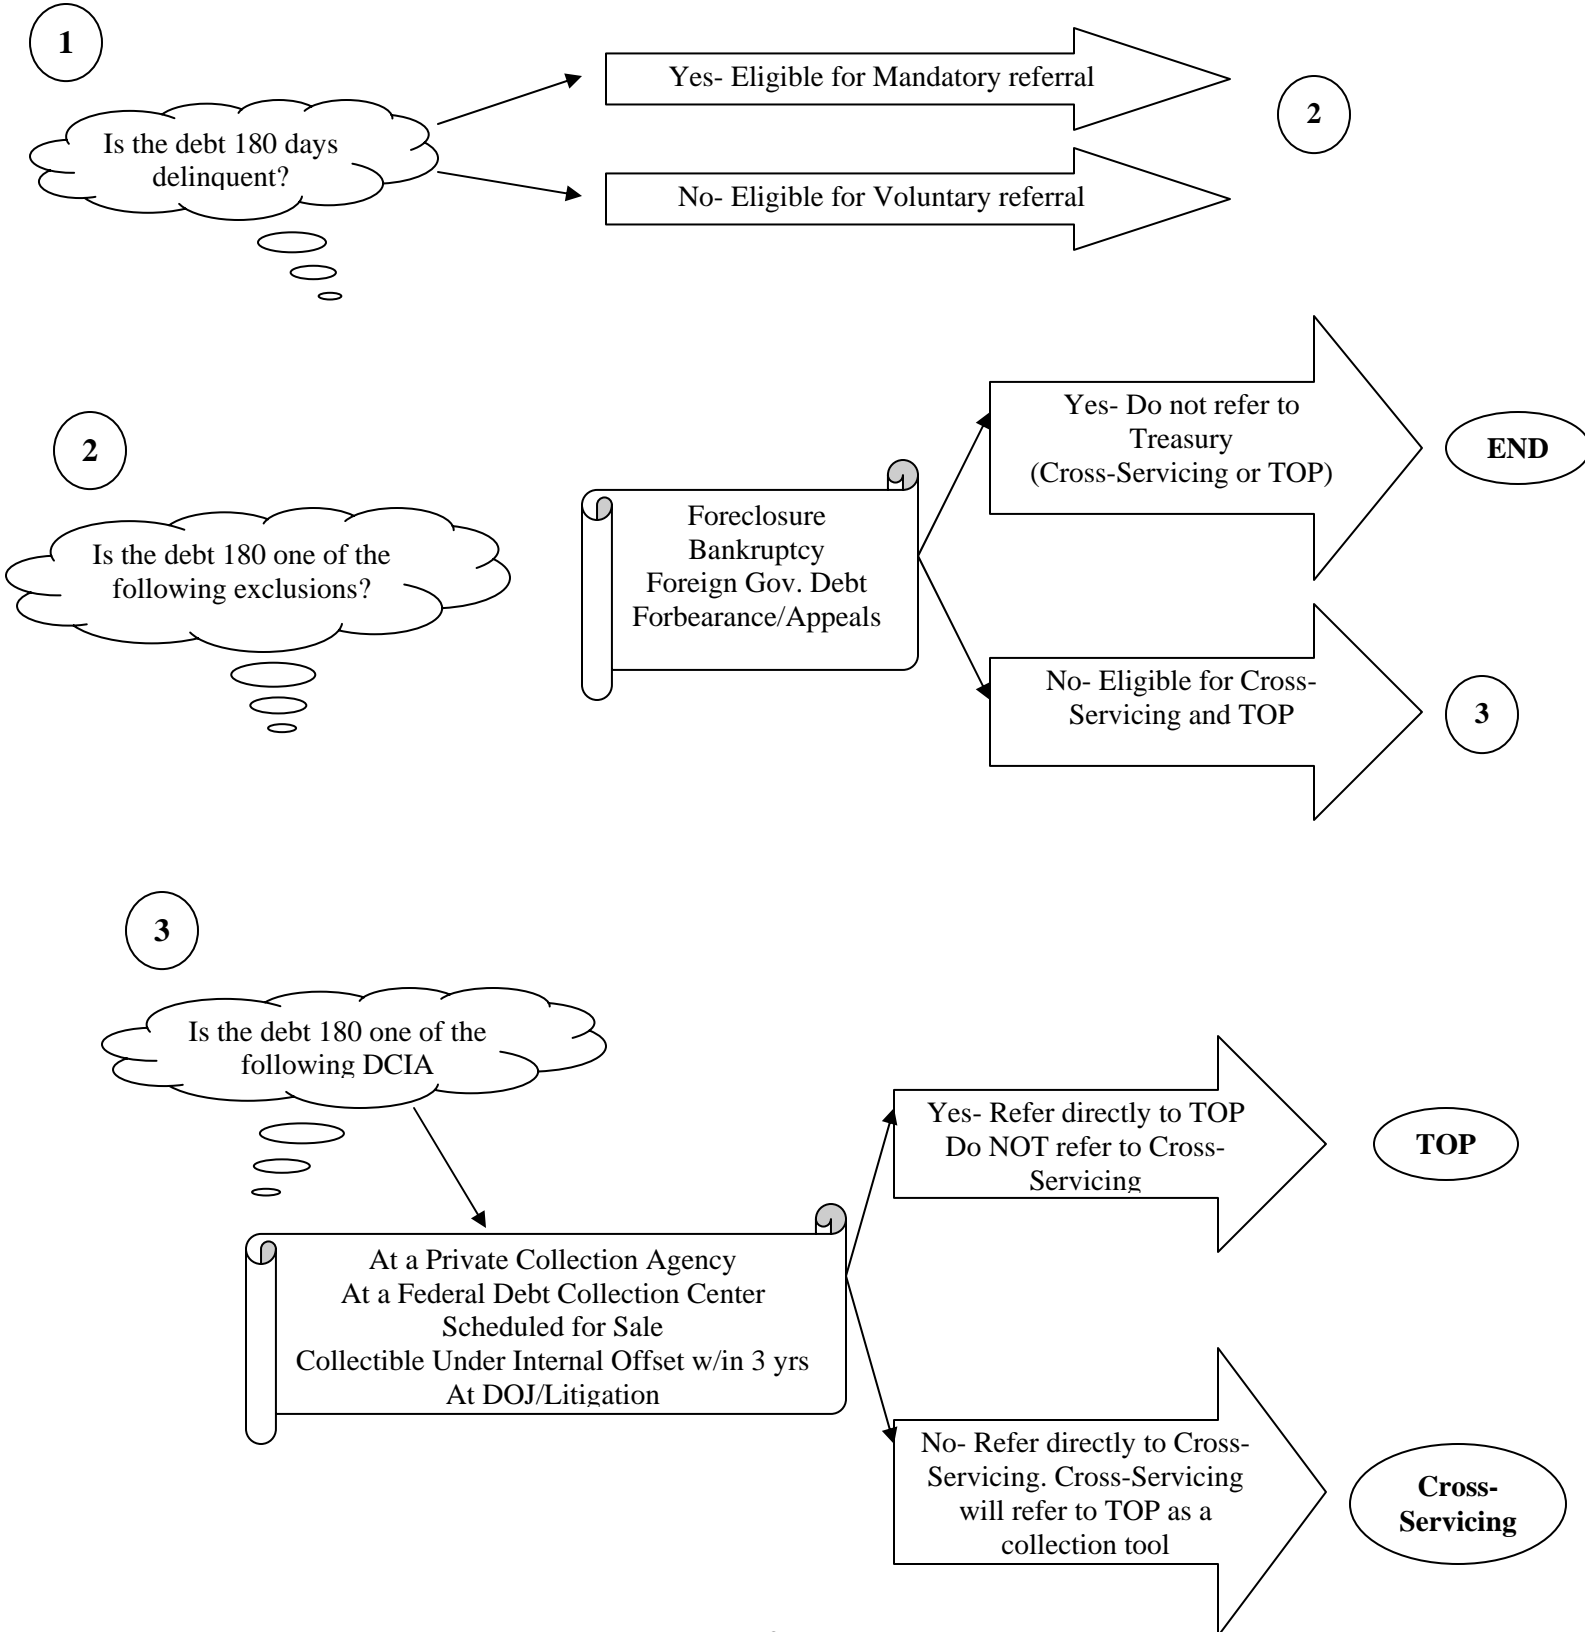 1
Is the debt 180 days
delinquent?
Yes- Eligible for Mandatory referral
No- Eligible for Voluntary referral
2
2
Is the debt 180 one of the
following exclusions?
Foreclosure
Bankruptcy
Foreign Gov. Debt
Forbearance/Appeals
Yes- Do not refer to
Treasury
(Cross-Servicing or TOP)
END
No- Eligible for Cross-
Servicing and TOP
3
3
Is the debt 180 one of the
following DCIA
At a Private Collection Agency
At a Federal Debt Collection Center
Scheduled for Sale
Collectible Under Internal Offset w/in 3 yrs
At DOJ/Litigation
Yes- Refer directly to TOP
Do NOT refer to Cross-
Servicing
TOP
No- Refer directly to Cross-
Servicing. Cross-Servicing
will refer to TOP as a
collection tool
Cross-
Servicing